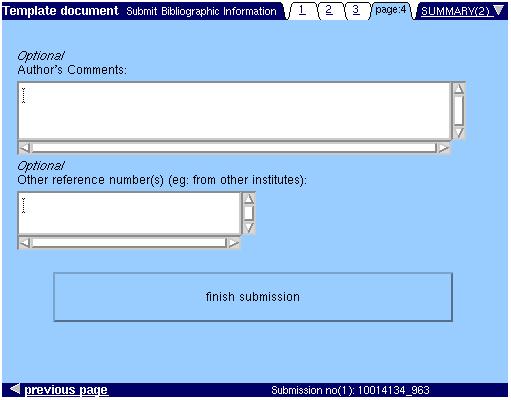 Template document Submit Bibliographic Information 1 2 3 page:4 SUMMARY(2)
Optional
Author's Comments:
Optional
Other reference number(s) (eg: from other institutes):
finish submission
previous page Submission no(1): 10014134_963